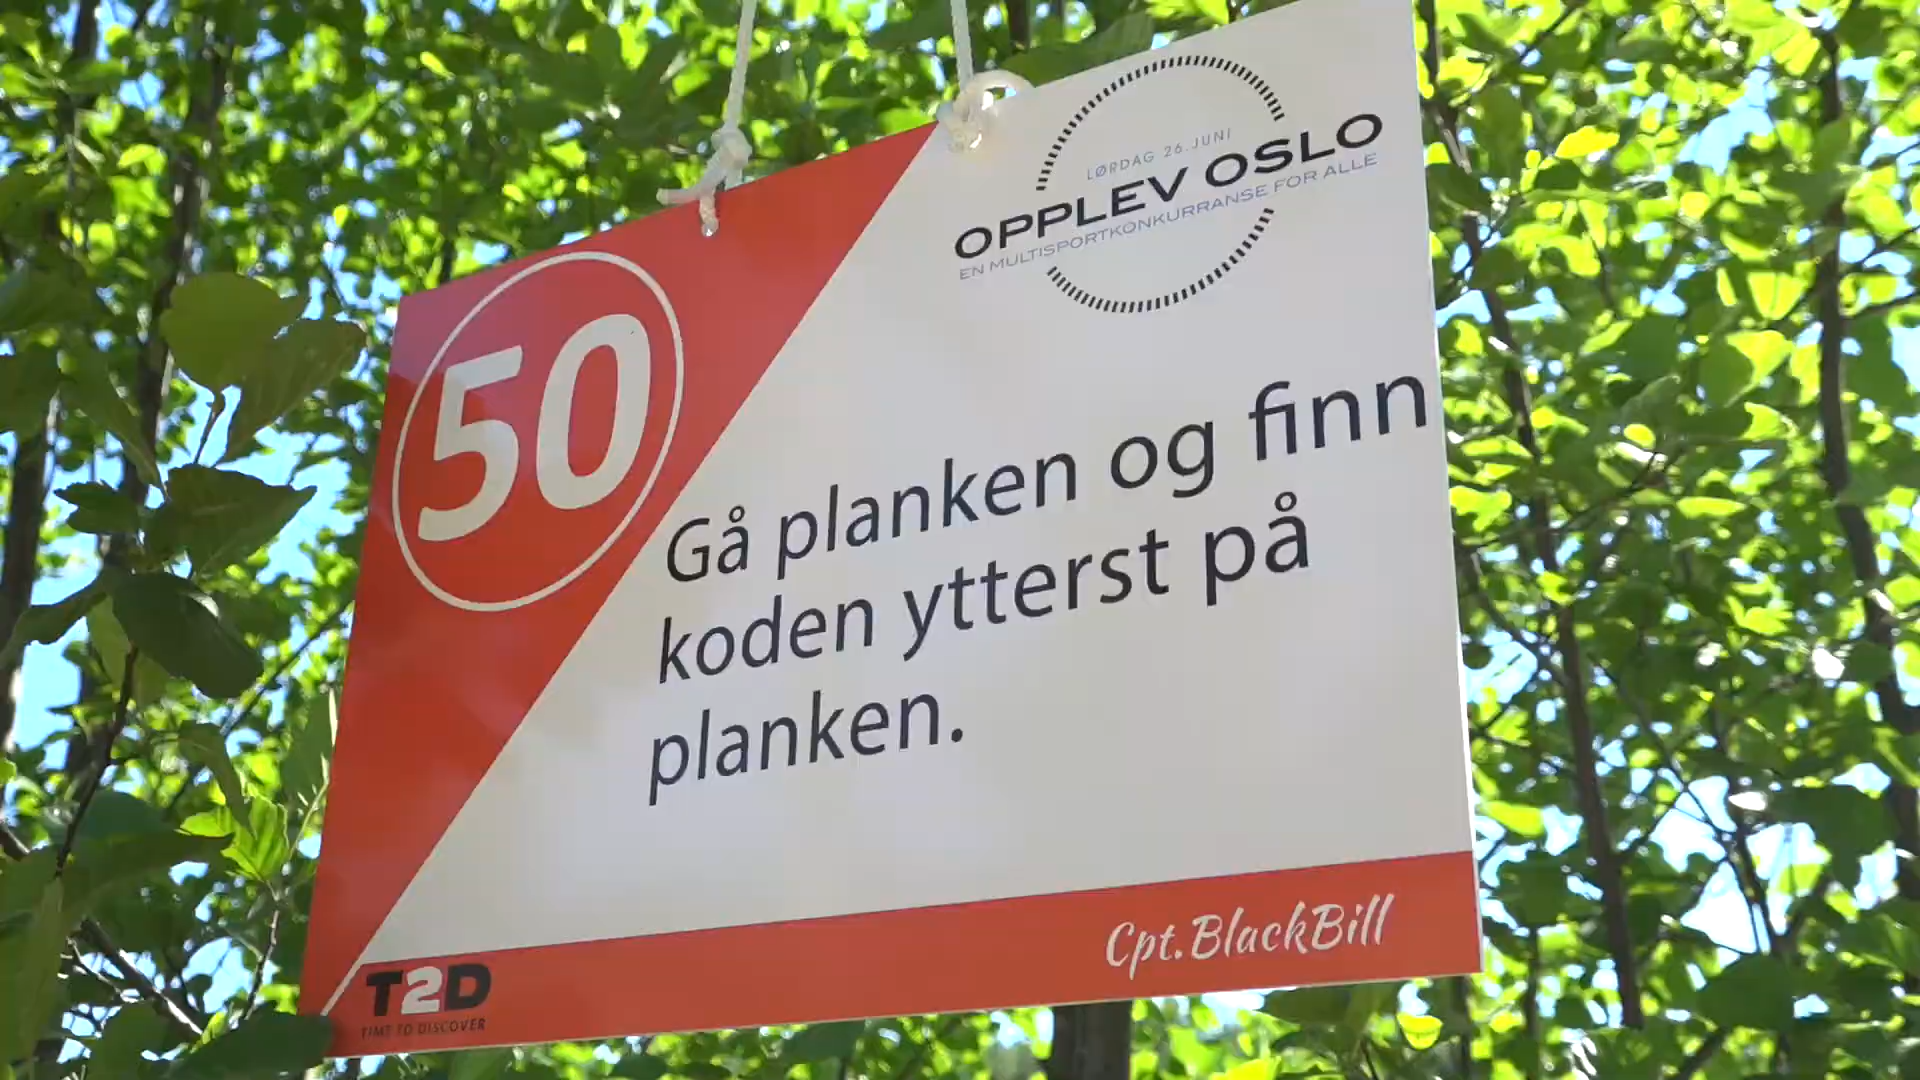 LØRDAG 26.JUNI
OPPLEV OSLO
EN MULTISPORTKONKURRANSE FOR ALLE
50
Gå planken og finn
koden ytterst på
planken.
Cpt.BlackBill
T2D
TIME TO DISCOVER